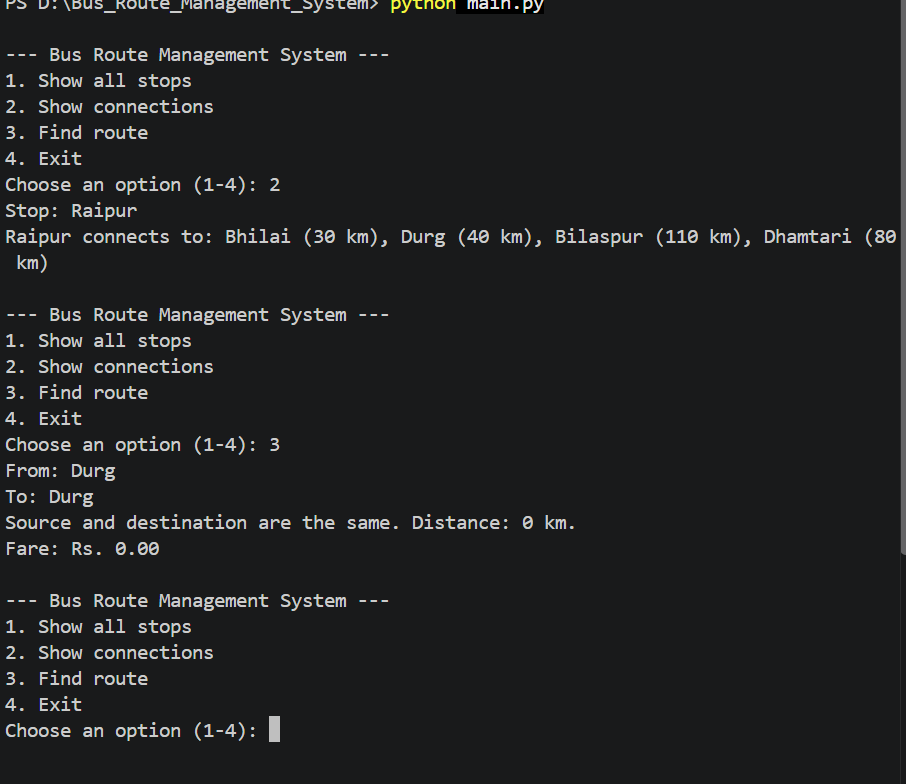 PS D:\Bus_Route_Management_System> python main.py
--- Bus Route Management System ---
1. Show all stops
2. Show connections
3. Find route
4. Exit
Choose an option (1-4): 2
Stop: Raipur
Raipur connects to: Bhilai (30 km), Durg (40 km), Bilaspur (110 km), Dhamtari (80
 km)
--- Bus Route Management System ---
1. Show all stops
2. Show connections
3. Find route
4. Exit
Choose an option (1-4): 3
From: Durg
To: Durg
Source and destination are the same. Distance: 0 km.
Fare: Rs. 0.00
--- Bus Route Management System ---
1. Show all stops
2. Show connections
3. Find route
4. Exit
Choose an option (1-4):